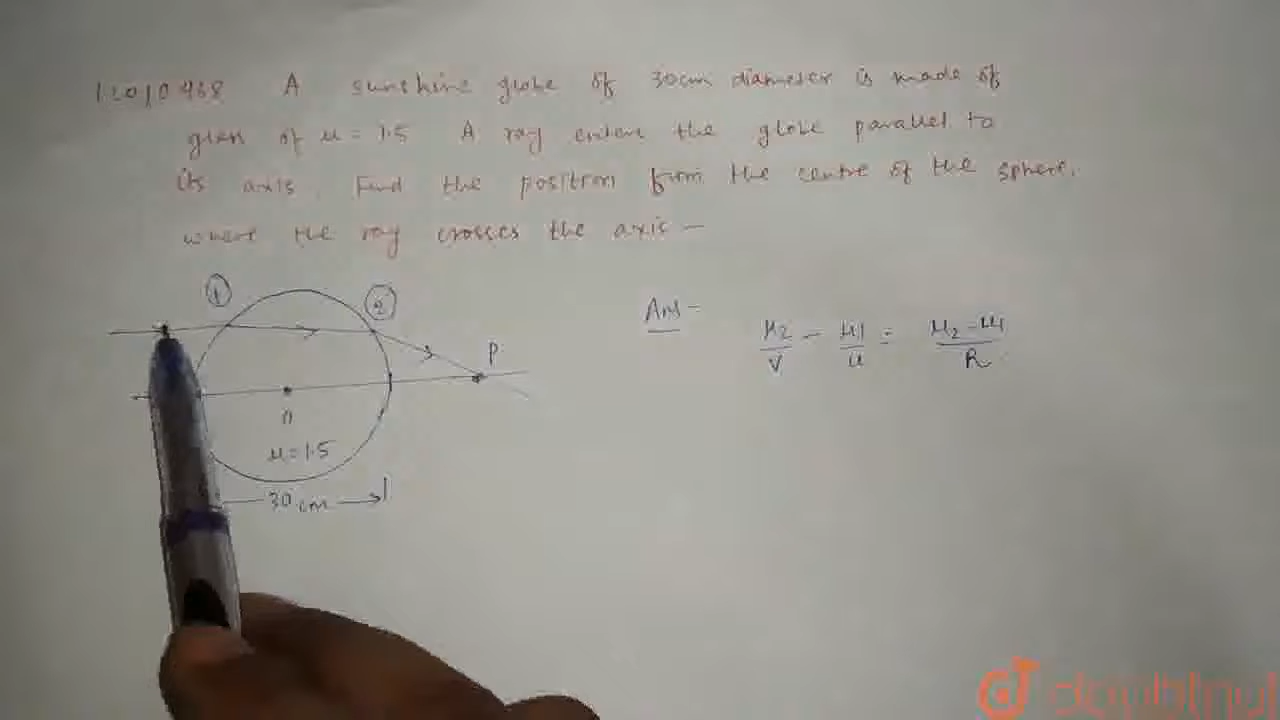 12010468 A sunshine globe of 30cm diameter is made of
glass of μ = 1.5 A ray enters the globe parallel to
its axis. Find the position from the centre of the sphere,
where the ray crosses the axis —
① ②
P
O
μ=1.5
30 cm
Ans -
μ2/v - μ1/u = μ2 - μ1/R
doubtnut